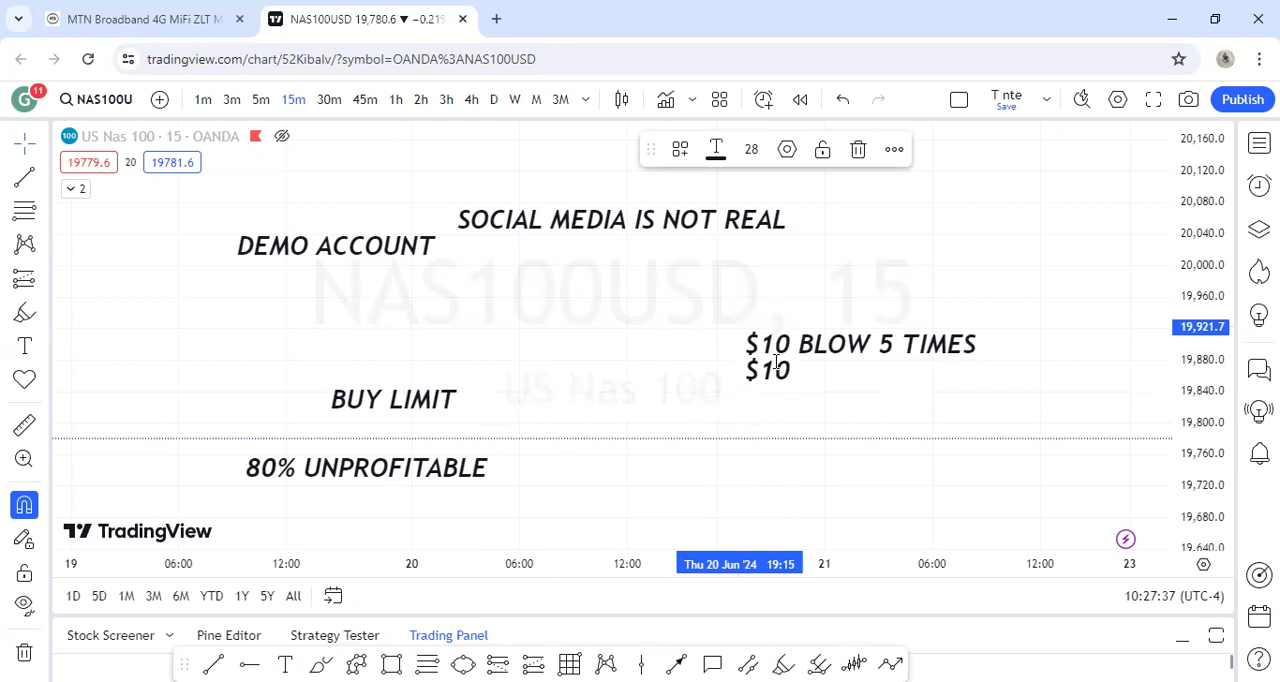 MTN Broadband 4G MiFi ZLT M
NAS100USD 19,780.6 ▼ −0.21
tradingview.com/chart/52Kibalv/?symbol=OANDA%3ANAS100USD
G 11
NAS100U
1m 3m 5m 15m 30m 45m 1h 2h 3h 4h D W M 3M
T nte
Save
Publish
100 US Nas 100 · 15 · OANDA
19779.6 20 19781.6
2
28
SOCIAL MEDIA IS NOT REAL
DEMO ACCOUNT
NAS100USD, 15
US Nas 100
$10 BLOW 5 TIMES
$10
BUY LIMIT
80% UNPROFITABLE
TradingView
20,160.0
20,120.0
20,080.0
20,040.0
20,000.0
19,960.0
19,921.7
19,880.0
19,840.0
19,800.0
19,760.0
19,720.0
19,680.0
19,640.0
19 06:00 12:00 20 06:00 12:00 Thu 20 Jun '24 19:15 21 06:00 12:00 23
1D 5D 1M 3M 6M YTD 1Y 5Y All
10:27:37 (UTC-4)
Stock Screener Pine Editor Strategy Tester Trading Panel